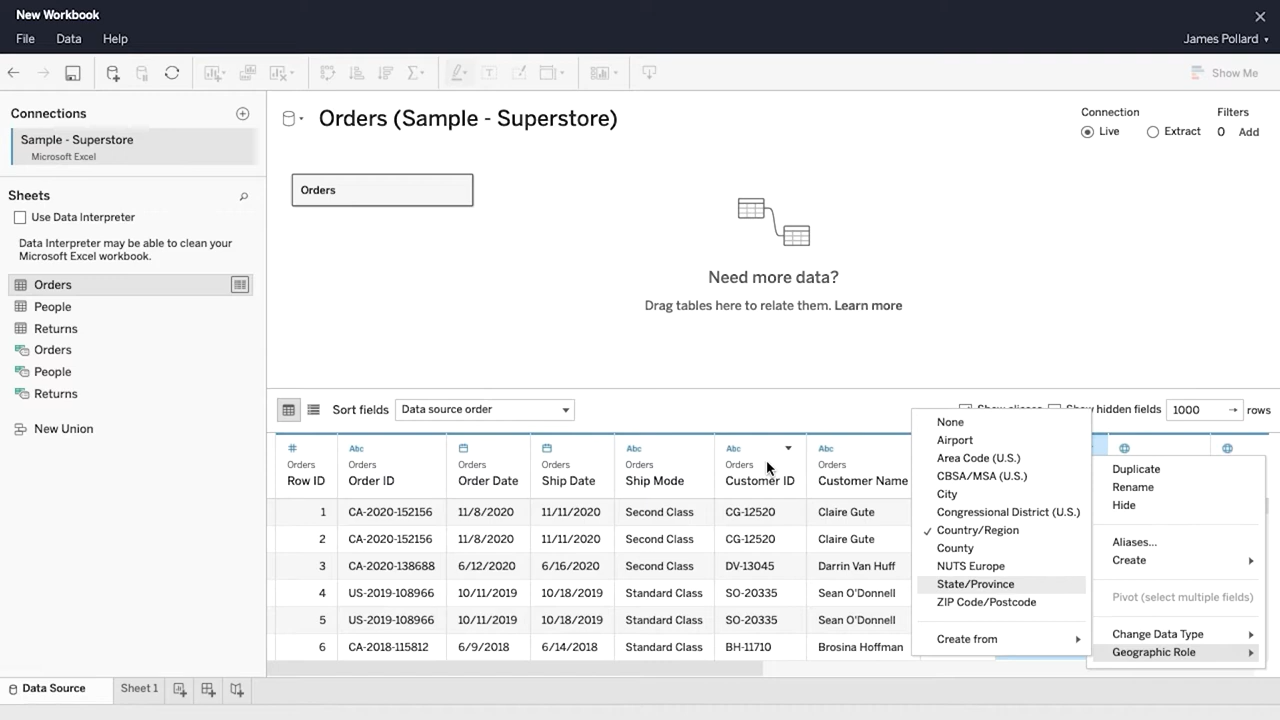 New Workbook
File Data Help
James Pollard
Show Me
Connections
Sample - Superstore
Microsoft Excel
Sheets
Use Data Interpreter
Data Interpreter may be able to clean your
Microsoft Excel workbook.
Orders
People
Returns
Orders
People
Returns
New Union
Orders (Sample - Superstore)
Connection
Live Extract
Filters
0 Add
Orders
Need more data?
Drag tables here to relate them. Learn more
Sort fields Data source order
Show aliases Show hidden fields 1000 rows
# Abc Abc Abc Abc
Orders Orders Orders Orders Orders Orders Orders
Row ID Order ID Order Date Ship Date Ship Mode Customer ID Customer Name
1 CA-2020-152156 11/8/2020 11/11/2020 Second Class CG-12520 Claire Gute
2 CA-2020-152156 11/8/2020 11/11/2020 Second Class CG-12520 Claire Gute
3 CA-2020-138688 6/12/2020 6/16/2020 Second Class DV-13045 Darrin Van Huff
4 US-2019-108966 10/11/2019 10/18/2019 Standard Class SO-20335 Sean O'Donnell
5 US-2019-108966 10/11/2019 10/18/2019 Standard Class SO-20335 Sean O'Donnell
6 CA-2018-115812 6/9/2018 6/14/2018 Standard Class BH-11710 Brosina Hoffman
None
Airport
Area Code (U.S.)
CBSA/MSA (U.S.)
City
Congressional District (U.S.)
Country/Region
County
NUTS Europe
State/Province
ZIP Code/Postcode
Create from
Duplicate
Rename
Hide
Aliases...
Create
Pivot (select multiple fields)
Change Data Type
Geographic Role
Data Source
Sheet 1